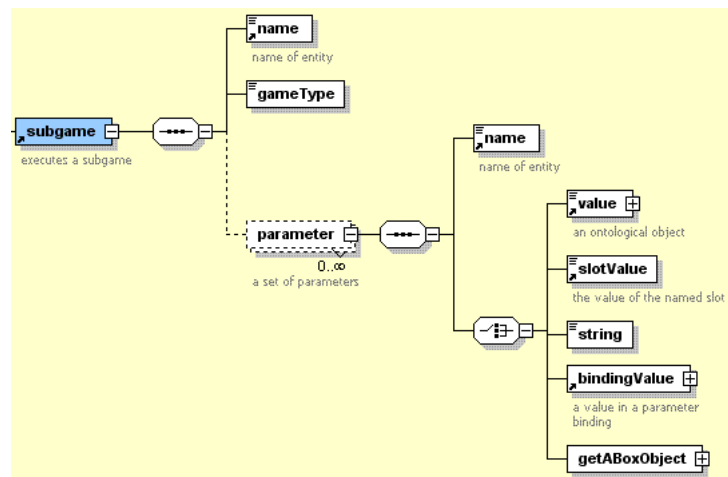 name
name of entity
gameType
subgame
executes a subgame
parameter
0..∞
a set of parameters
name
name of entity
value
an ontological object
slotValue
the value of the named slot
string
bindingValue
a value in a parameter
binding
getABoxObject